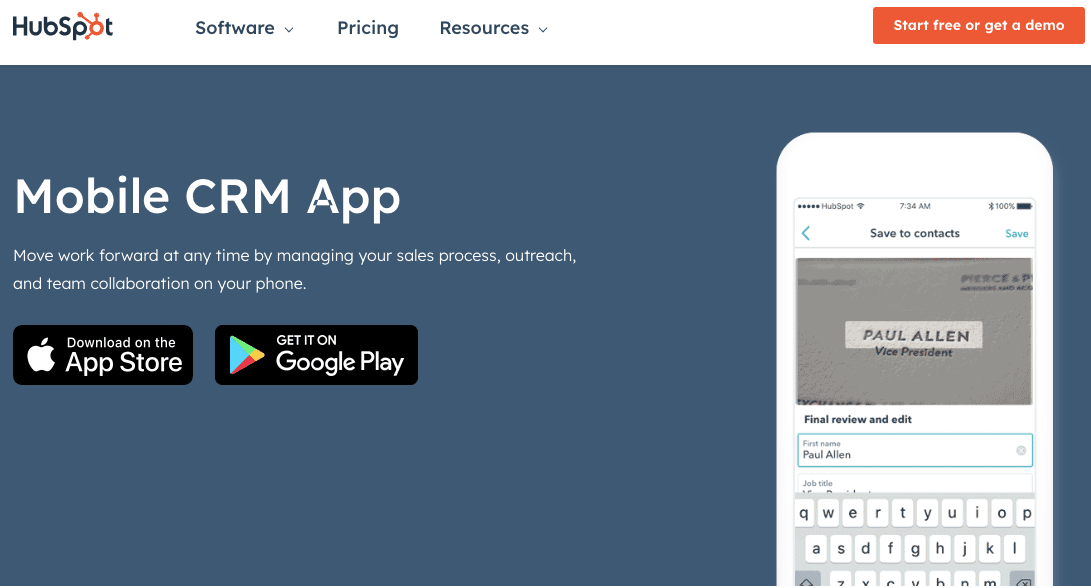 HubSpot
Software
Pricing
Resources
Start free or get a demo
Mobile CRM App
Move work forward at any time by managing your sales process, outreach,
and team collaboration on your phone.
Download on the
App Store
GET IT ON
Google Play
HubSpot 7:34 AM 100%
Save to contacts Save
PIERCE & P
PAUL ALLEN
Vice President
Final review and edit
First name
Paul Allen
Job title
q w e r t y u i o p
a s d f g h j k l
z x c v b n m